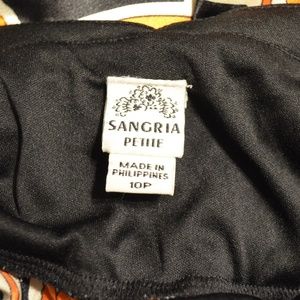 SANGRIA
PETITE
MADE IN
PHILIPPINES
10P